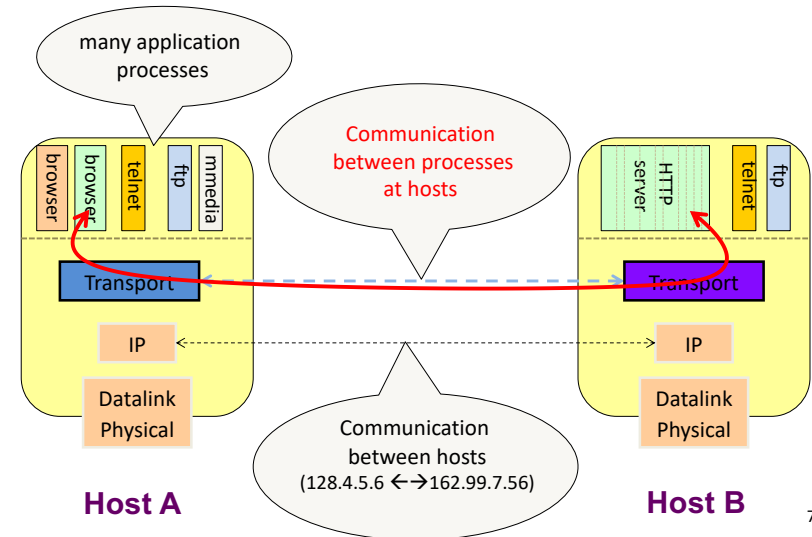 many application
processes
Communication
between processes
at hosts
browser
browser
telnet
ftp
mmedia
HTTP
server
telnet
ftp
Transport
Transport
IP
IP
Datalink
Physical
Datalink
Physical
Communication
between hosts
(128.4.5.6 ←→162.99.7.56)
Host A
Host B
7